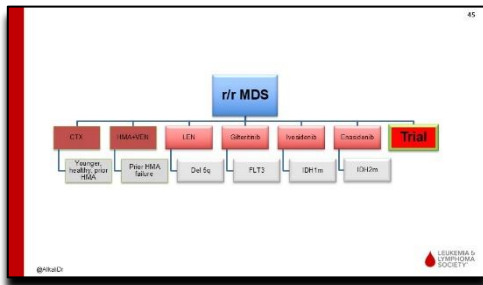 45
r/r MDS
CTX
HMA+VEN
LEN
Gilteritinib
Ivosidenib
Enasidenib
Trial
Younger,
healthy, prior
HMA
Prior HMA
failure
Del 5q
FLT3
IDH1m
IDH2m
@AlkaliDr
LEUKEMIA &
LYMPHOMA
SOCIETY